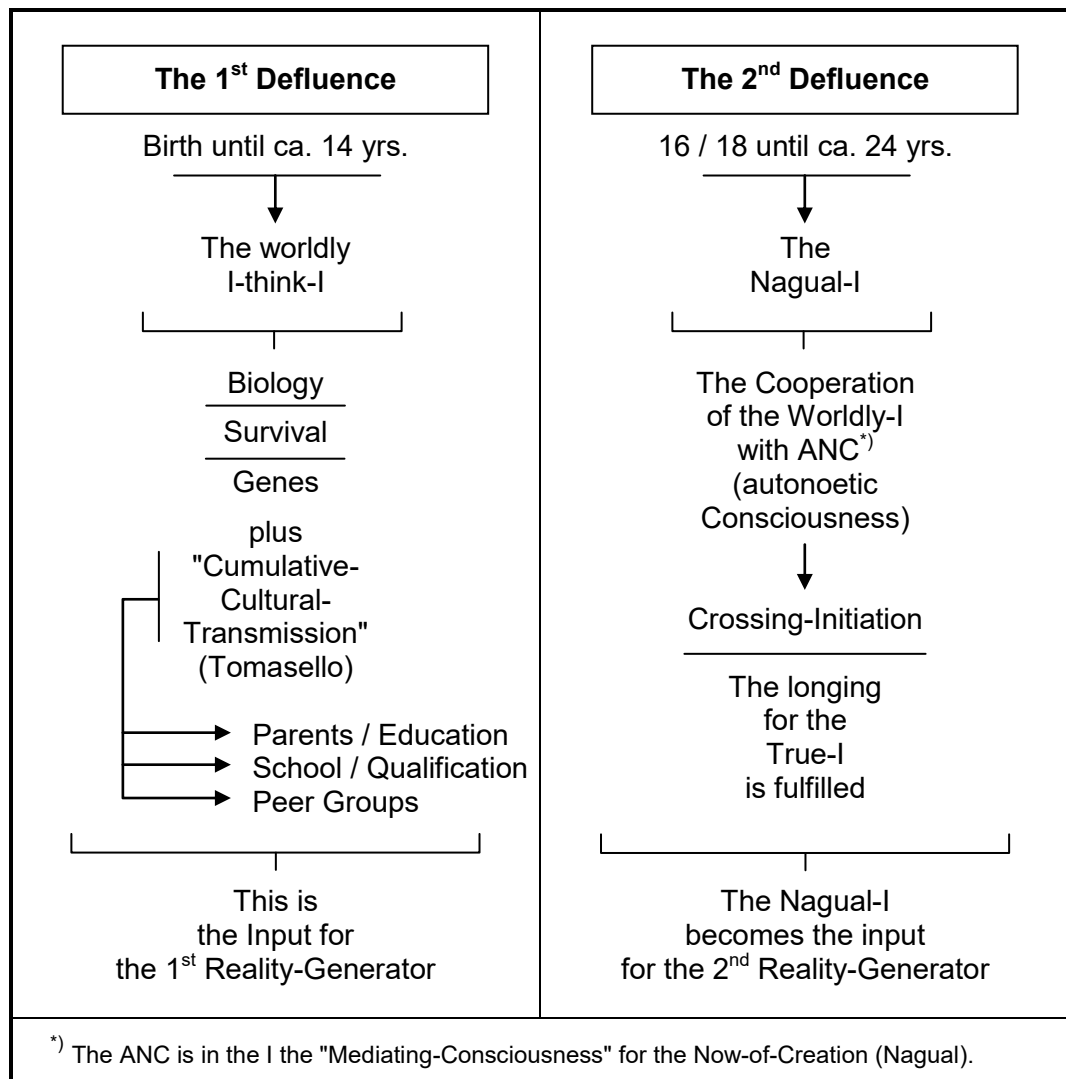 The 1st Defluence
Birth until ca. 14 yrs.
The worldly
I-think-I
Biology
Survival
Genes
plus
"Cumulative-
Cultural-
Transmission"
(Tomasello)
Parents / Education
School / Qualification
Peer Groups
This is
the Input for
the 1st Reality-Generator
The 2nd Defluence
16 / 18 until ca. 24 yrs.
The
Nagual-I
The Cooperation
of the Worldly-I
with ANC*)
(autonoetic
Consciousness)
Crossing-Initiation
The longing
for the
True-I
is fulfilled
The Nagual-I
becomes the input
for the 2nd Reality-Generator
*) The ANC is in the I the "Mediating-Consciousness" for the Now-of-Creation (Nagual).